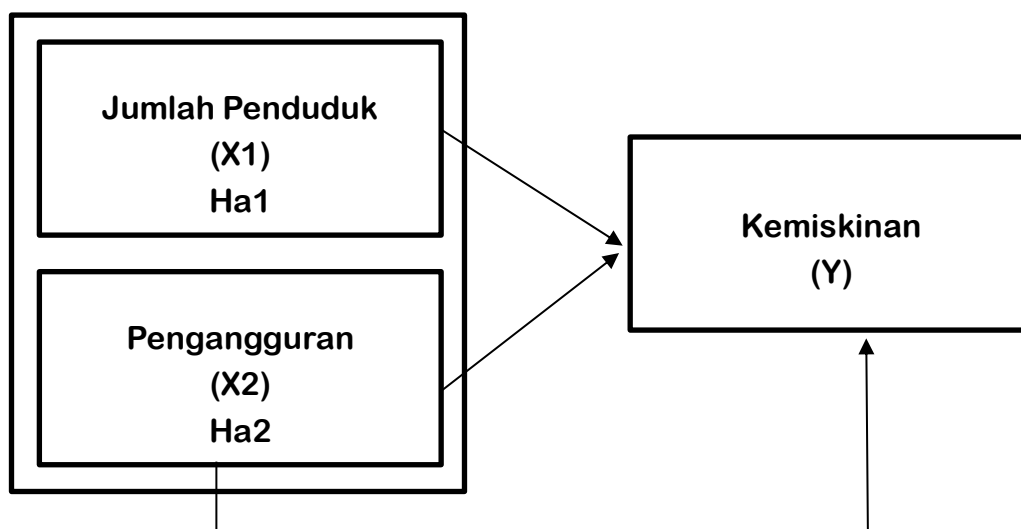 Jumlah Penduduk
(X1)
Ha1
Pengangguran
(X2)
Ha2
Kemiskinan
(Y)